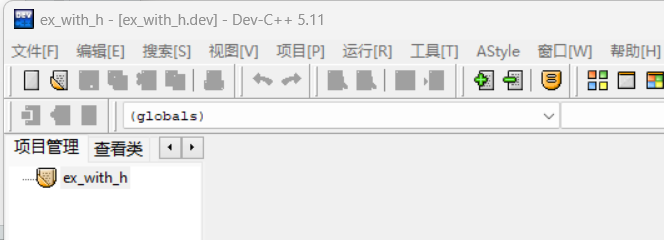 ex_with_h - [ex_with_h.dev] - Dev-C++ 5.11
文件[F] 编辑[E] 搜索[S] 视图[V] 项目[P] 运行[R] 工具[T] AStyle 窗口[W] 帮助[H]
(globals)
项目管理 查看类
ex_with_h